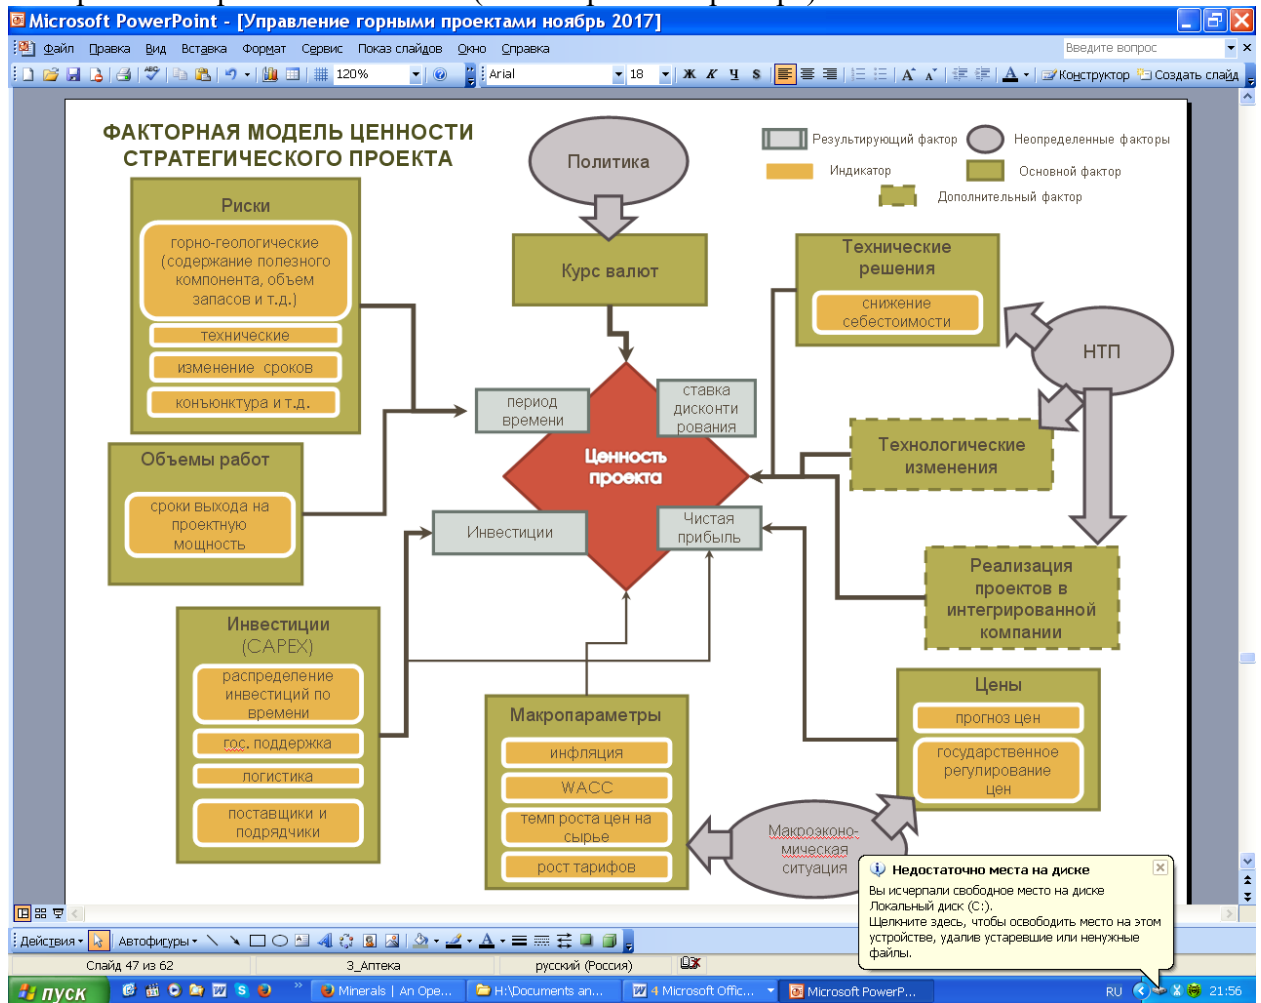 Microsoft PowerPoint - [Управление горными проектами ноябрь 2017]
Файл Правка Вид Вставка Формат Сервис Показ слайдов Окно Справка
Введите вопрос
120%
Arial
18
Ж К Ч S
Конструктор
Создать слайд
ФАКТОРНАЯ МОДЕЛЬ ЦЕННОСТИ
СТРАТЕГИЧЕСКОГО ПРОЕКТА
Политика
Результирующий фактор
Неопределенные факторы
Индикатор
Основной фактор
Дополнительный фактор
Риски
горно-геологические
(содержание полезного
компонента, объем
запасов и т.д.)
технические
изменение сроков
конъюнктура и т.д.
Курс валют
Технические
решения
снижение
себестоимости
НТП
период
времени
ставка
дисконти
рования
Ценность
проекта
Инвестиции
Чистая
прибыль
Технологические
изменения
Объемы работ
сроки выхода на
проектную
мощность
Реализация
проектов в
интегрированной
компании
Инвестиции
(CAPEX)
распределение
инвестиций по
времени
гос. поддержка
логистика
поставщики и
подрядчики
Макропараметры
инфляция
WACC
темп роста цен на
сырье
рост тарифов
Цены
прогноз цен
государственное
регулирование
цен
Макроэконо-
мическая
ситуация
Недостаточно места на диске
Вы исчерпали свободное место на диске
Локальный диск (C:).
Щелкните здесь, чтобы освободить место на этом
устройстве, удалив устаревшие или ненужные
файлы.
Действия
Автофигуры
Слайд 47 из 62
3_Аптека
русский (Россия)
пуск
Minerals | An Ope...
H:\Documents an...
4 Microsoft Offic...
Microsoft PowerP...
RU
21:56